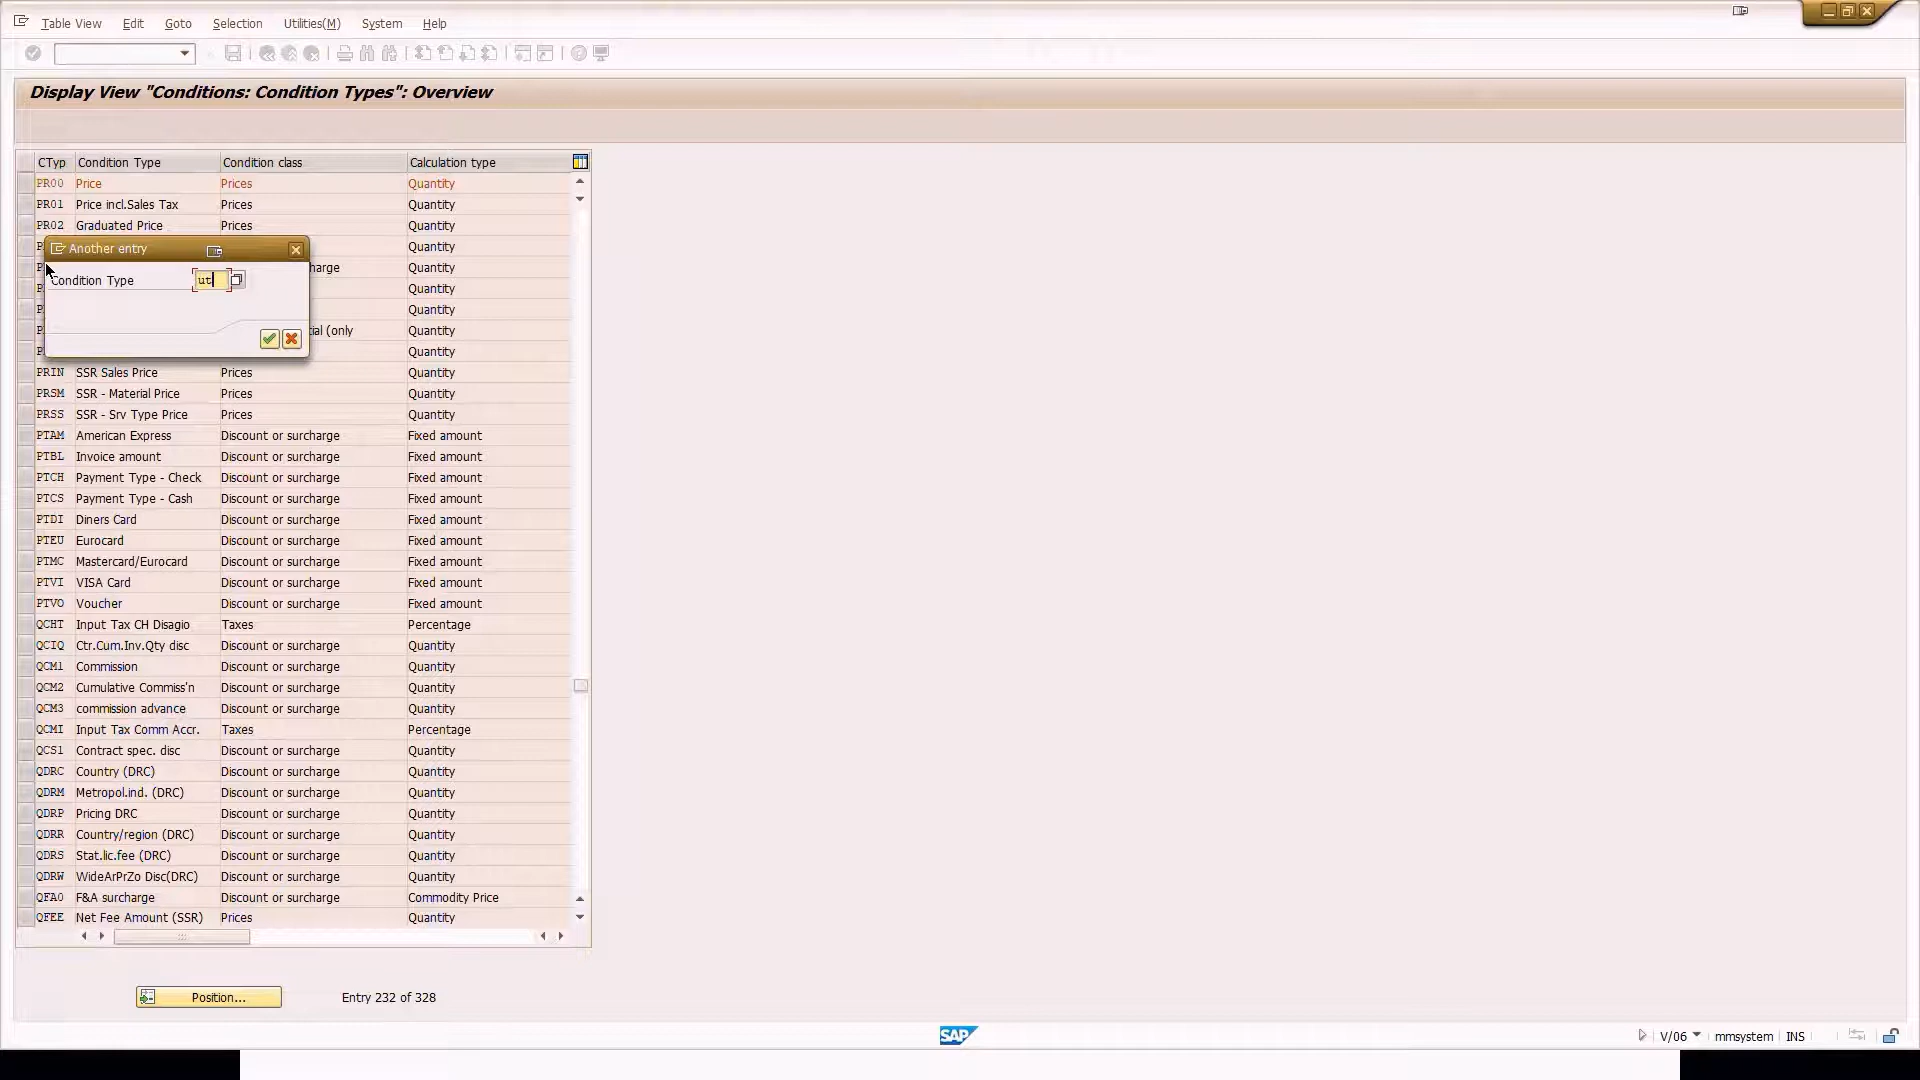 Table View Edit Goto Selection Utilities(M) System Help
Display View "Conditions: Condition Types": Overview
CTyp Condition Type Condition class Calculation type
PR00 Price Prices Quantity
PR01 Price incl.Sales Tax Prices Quantity
PR02 Graduated Price Prices Quantity
Another entry
Quantity
harge Quantity
Condition Type ut
Quantity
Quantity
ial (only Quantity
Quantity
PRIN SSR Sales Price Prices Quantity
PRSM SSR - Material Price Prices Quantity
PRSS SSR - Srv Type Price Prices Quantity
PTAM American Express Discount or surcharge Fixed amount
PTBL Invoice amount Discount or surcharge Fixed amount
PTCH Payment Type - Check Discount or surcharge Fixed amount
PTCS Payment Type - Cash Discount or surcharge Fixed amount
PTDI Diners Card Discount or surcharge Fixed amount
PTEU Eurocard Discount or surcharge Fixed amount
PTMC Mastercard/Eurocard Discount or surcharge Fixed amount
PTVI VISA Card Discount or surcharge Fixed amount
PTVO Voucher Discount or surcharge Fixed amount
QCHT Input Tax CH Disagio Taxes Percentage
QCIQ Ctr.Cum.Inv.Qty disc Discount or surcharge Quantity
QCM1 Commission Discount or surcharge Quantity
QCM2 Cumulative Commiss'n Discount or surcharge Quantity
QCM3 commission advance Discount or surcharge Quantity
QCMI Input Tax Comm Accr. Taxes Percentage
QCS1 Contract spec. disc Discount or surcharge Quantity
QDRC Country (DRC) Discount or surcharge Quantity
QDRM Metropol.ind. (DRC) Discount or surcharge Quantity
QDRP Pricing DRC Discount or surcharge Quantity
QDRR Country/region (DRC) Discount or surcharge Quantity
QDRS Stat.lic.fee (DRC) Discount or surcharge Quantity
QDRW WideArPrZo Disc(DRC) Discount or surcharge Quantity
QFA0 F&A surcharge Discount or surcharge Commodity Price
QFEE Net Fee Amount (SSR) Prices Quantity
Position... Entry 232 of 328
SAP V/06 mmsystem INS